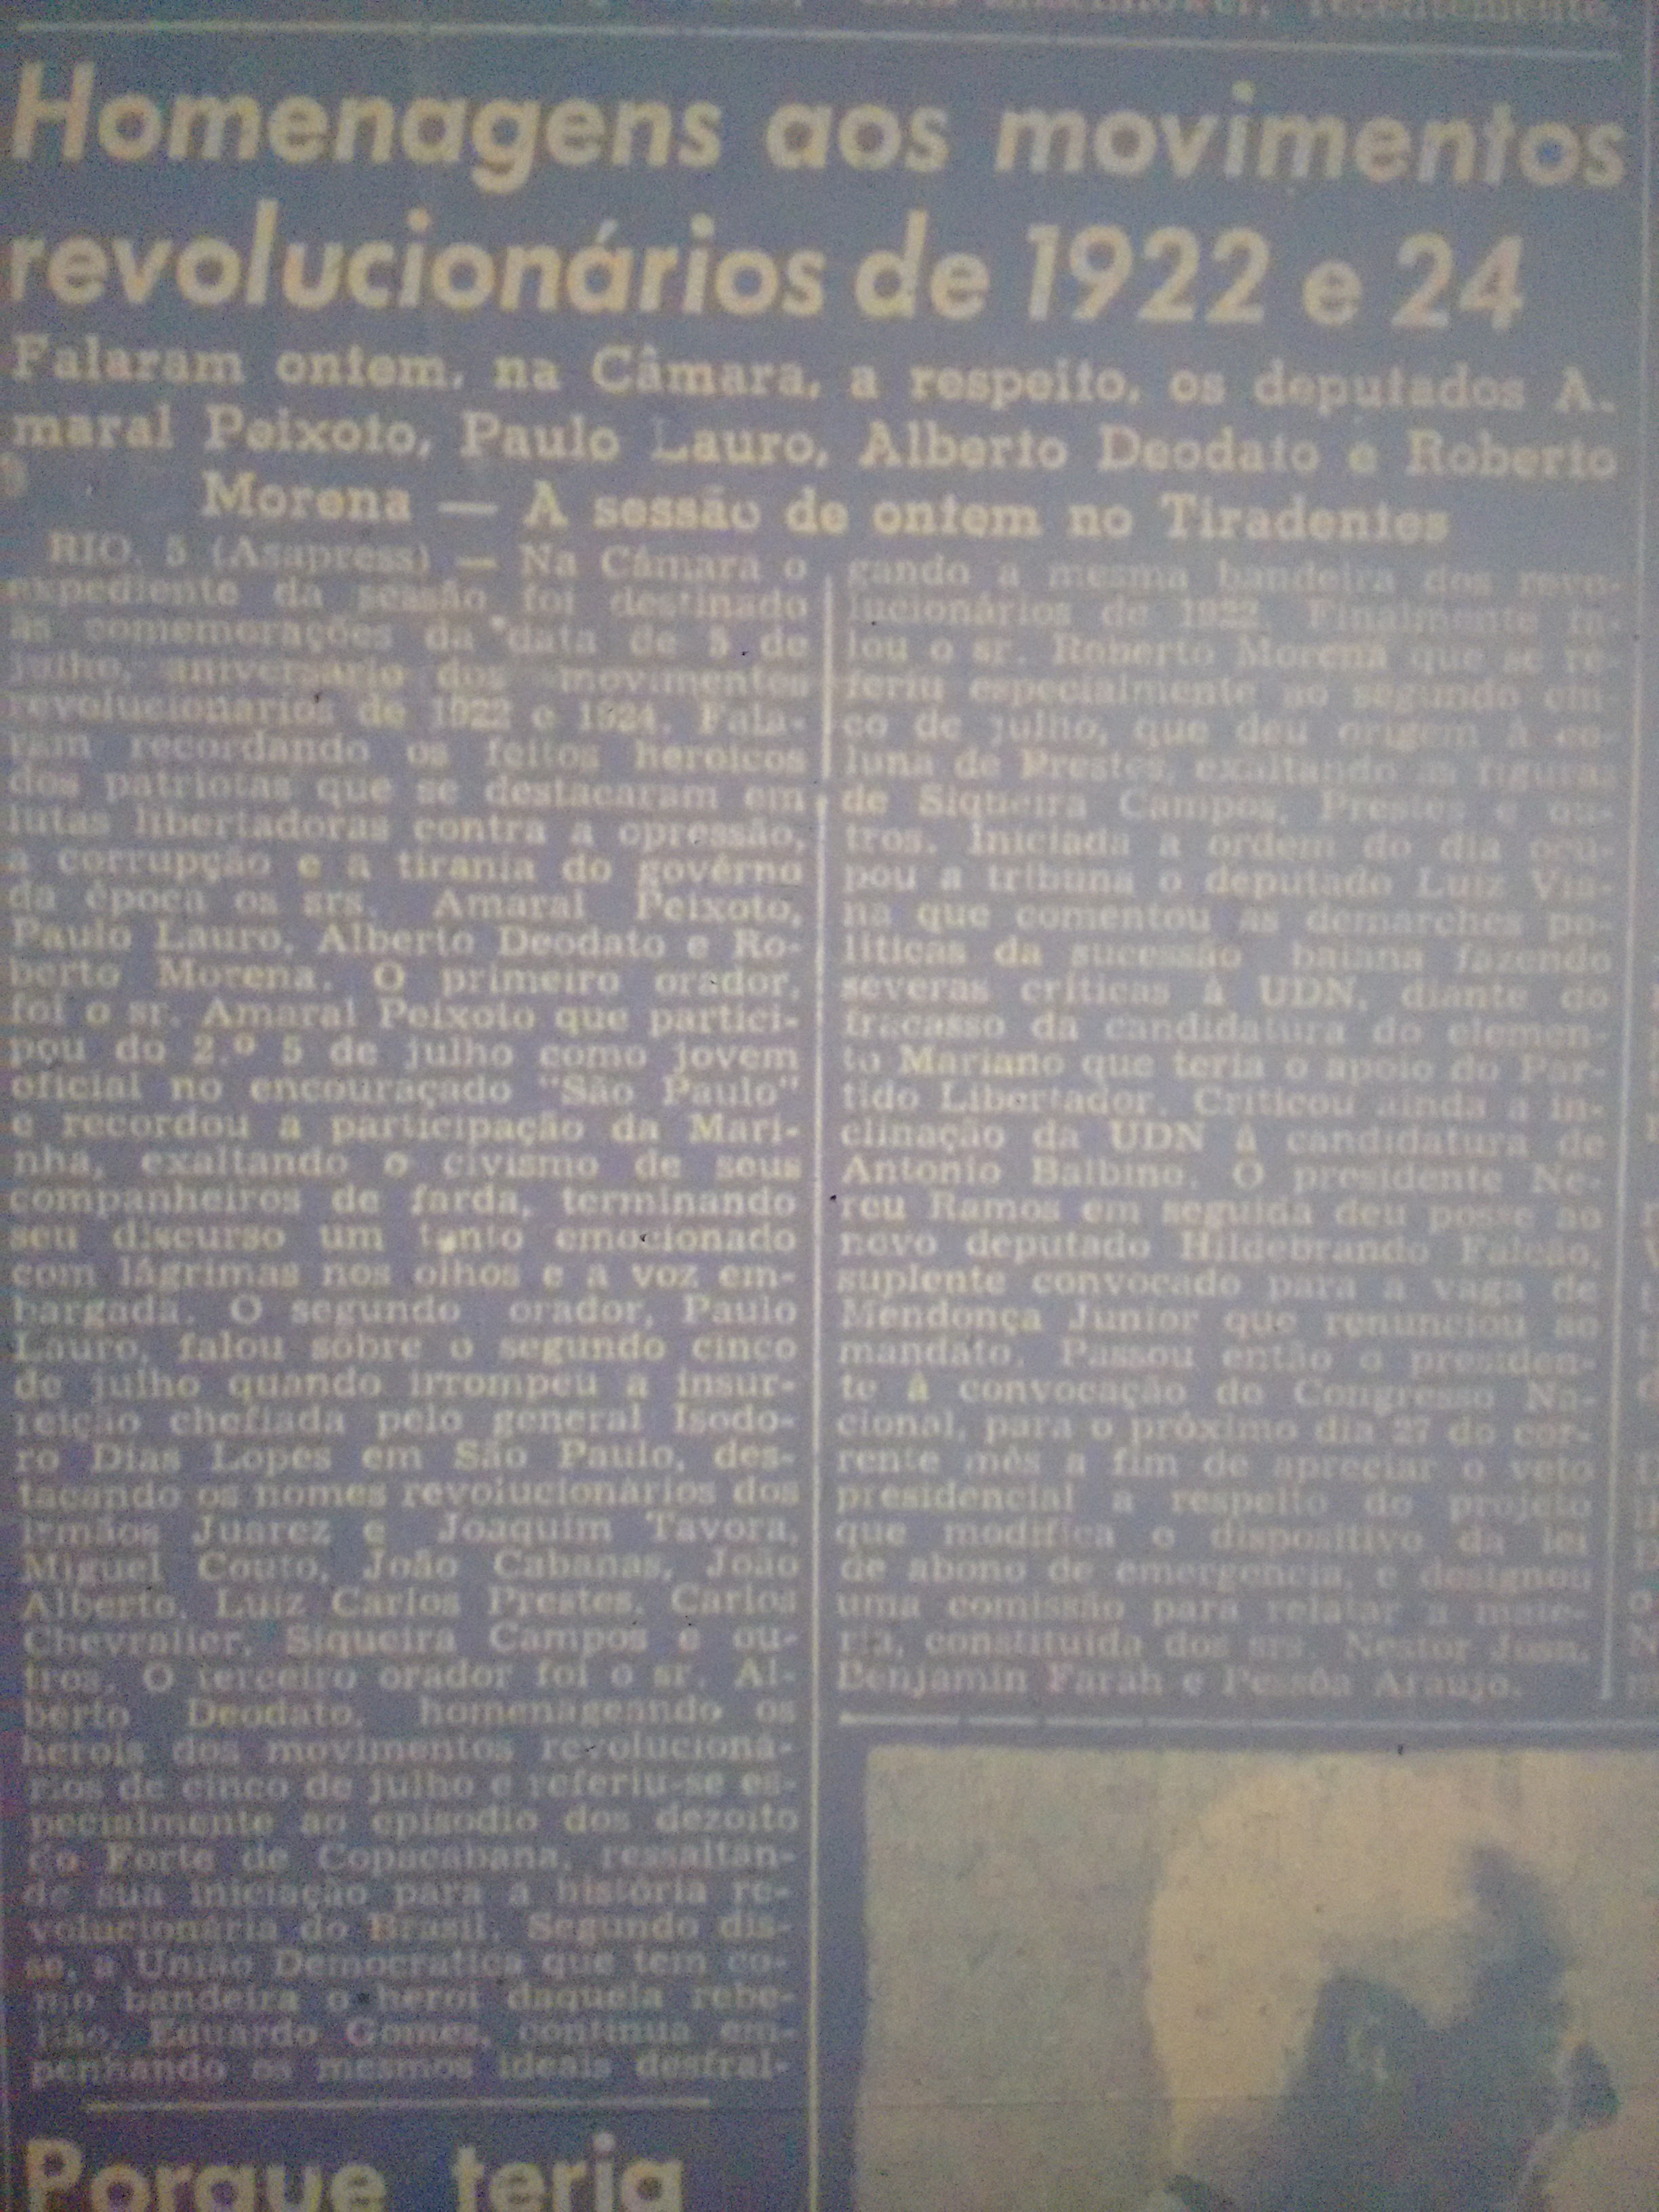 recentemente.
Homenagens aos movimentos
revolucionários de 1922 e 24
Falaram ontem, na Câmara, a respeito, os deputados A.
maral Peixoto, Paulo Lauro, Alberto Deodato e Roberto
Morena — A sessão de ontem no Tiradentes
RIO, 5 (Asapress) — Na Câmara o
expediente da sessão foi destinado
às comemorações da data de 5 de
julho, aniversario dos movimentos
revolucionarios de 1922 e 1924. Fala-
ram recordando os feitos heroicos
dos patriotas que se destacaram em
lutas libertadoras contra a opressão,
a corrupção e a tirania do govêrno
da época os srs. Amaral Peixoto,
Paulo Lauro, Alberto Deodato e Ro-
berto Morena. O primeiro orador,
foi o sr. Amaral Peixoto que partici-
pou do 2.º 5 de julho como jovem
oficial no encouraçado "São Paulo"
e recordou a participação da Mari-
nha, exaltando o civismo de seus
companheiros de farda, terminando
seu discurso um tanto emocionado
com lágrimas nos olhos e a voz em-
bargada. O segundo orador, Paulo
Lauro, falou sôbre o segundo cinco
de julho quando irrompeu a insur-
reição chefiada pelo general Isodo-
ro Dias Lopes em São Paulo, des-
tacando os nomes revolucionarios dos
irmãos Juarez e Joaquim Tavora,
Miguel Couto, João Cabanas, João
Alberto, Luiz Carlos Prestes, Carlos
Chevralier, Siqueira Campos e ou-
tros. O terceiro orador foi o sr. Al-
berto Deodato, homenageando os
herois dos movimentos revolucioná-
rios de cinco de julho e referiu-se es-
pecialmente ao episodio dos dezoito
do Forte de Copacabana, ressaltan-
do sua iniciação para a história re-
volucionária do Brasil. Segundo dis-
se, a União Democratica que tem co-
mo bandeira o heroi daquela rebe-
lião, Eduardo Gomes, continua em-
penhando os mesmos ideais desfral-
gando a mesma bandeira dos revo-
lucionários de 1922. Finalmente fa-
lou o sr. Roberto Morena que se re-
feriu especialmente ao segundo cin-
co de julho, que deu origem à co-
luna de Prestes, exaltando as figuras
de Siqueira Campos, Prestes e ou-
tros. Iniciada a ordem do dia ocu-
pou a tribuna o deputado Luiz Via-
na que comentou as demarches po-
liticas da sucessão baiana fazendo
severas críticas à UDN, diante do
fracasso da candidatura do clemen-
to Mariano que teria o apoio do Par-
tido Libertador. Criticou ainda a in-
clinação da UDN à candidatura de
Antonio Balbino. O presidente Ne-
reu Ramos em seguida deu posse ao
novo deputado Hildebrando Falcão,
suplente convocado para a vaga de
Mendonça Junior que renunciou ao
mandato. Passou então o presiden-
te à convocação do Congresso Na-
cional, para o próximo dia 27 do cor-
rente mês a fim de apreciar o veto
presidencial a respeito do projeto
que modifica o dispositivo da lei
de abono de emergencia, e designou
uma comissão para relatar a mate-
ria, constituida dos srs. Nestor Josn,
Benjamin Farah e Pessôa Araujo.
Porque teria